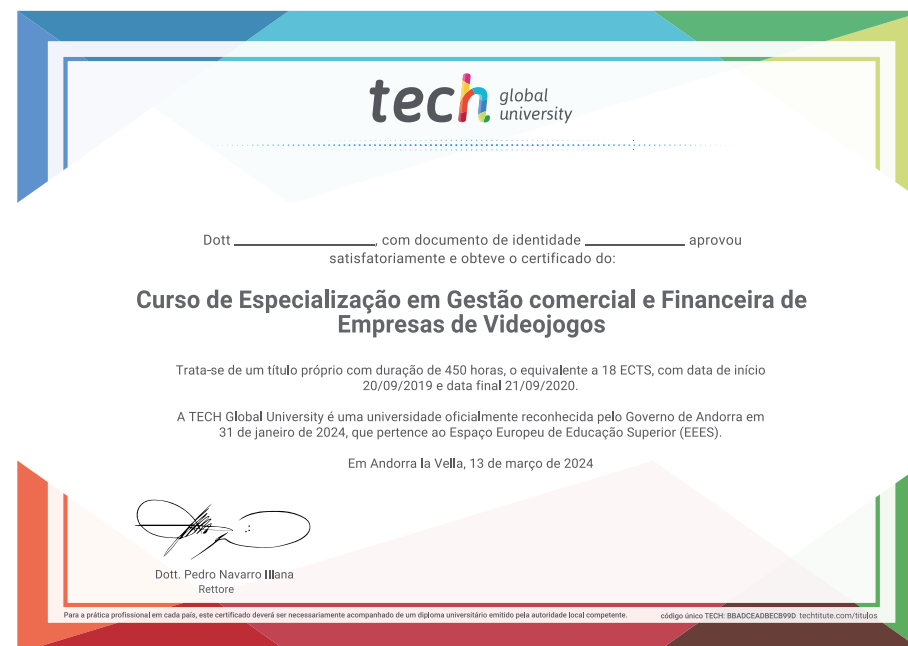 tech global university
Dott ________________, com documento de identidade ____________ aprovou
satisfatoriamente e obteve o certificado do:
Curso de Especialização em Gestão comercial e Financeira de
Empresas de Videojogos
Trata-se de um título próprio com duração de 450 horas, o equivalente a 18 ECTS, com data de início
20/09/2019 e data final 21/09/2020.
A TECH Global University é uma universidade oficialmente reconhecida pelo Governo de Andorra em
31 de janeiro de 2024, que pertence ao Espaço Europeu de Educação Superior (EEES).
Em Andorra la Vella, 13 de março de 2024
Dott. Pedro Navarro Illana
Rettore
Para a prática profissional em cada país, este certificado deverá ser necessariamente acompanhado de um diploma universitário emitido pela autoridade local competente. código único TECH: BBADCEADBECB99D techtitute.com/titulos